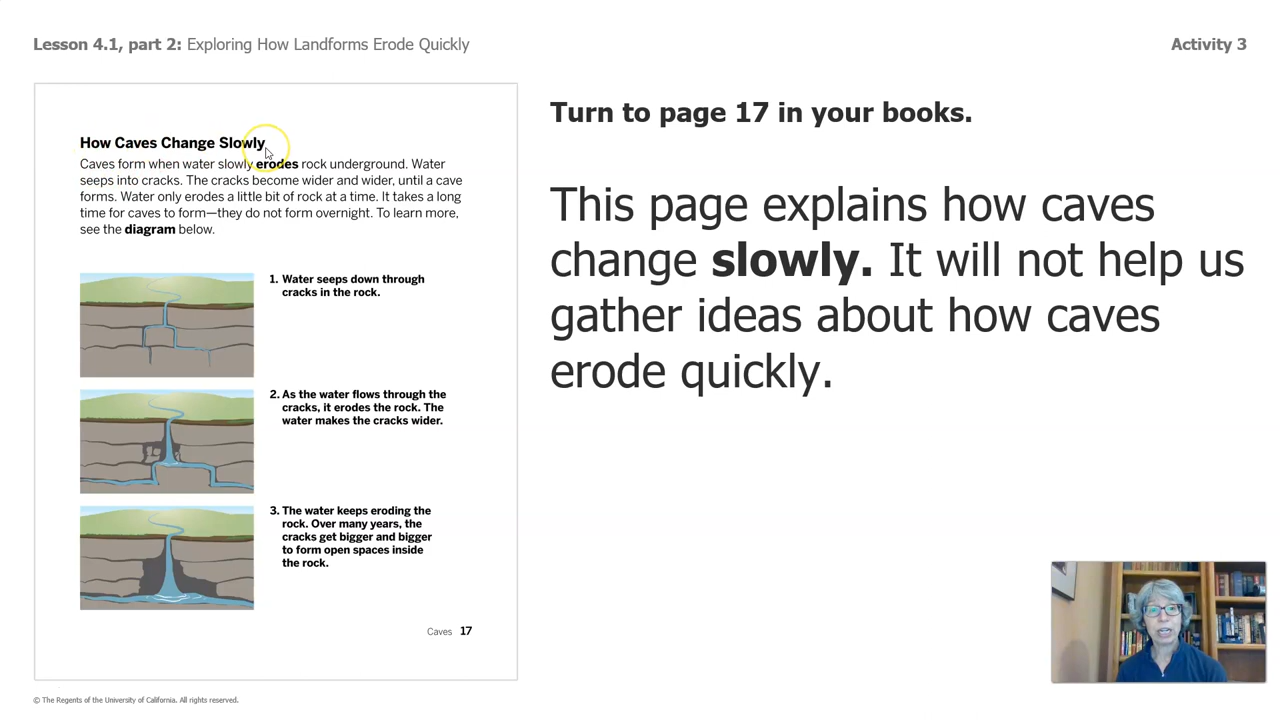 Lesson 4.1, part 2: Exploring How Landforms Erode Quickly
Activity 3
How Caves Change Slowly
Caves form when water slowly erodes rock underground. Water
seeps into cracks. The cracks become wider and wider, until a cave
forms. Water only erodes a little bit of rock at a time. It takes a long
time for caves to form—they do not form overnight. To learn more,
see the diagram below.
1. Water seeps down through
cracks in the rock.
2. As the water flows through the
cracks, it erodes the rock. The
water makes the cracks wider.
3. The water keeps eroding the
rock. Over many years, the
cracks get bigger and bigger
to form open spaces inside
the rock.
Caves 17
Turn to page 17 in your books.
This page explains how caves
change slowly. It will not help us
gather ideas about how caves
erode quickly.
© The Regents of the University of California. All rights reserved.